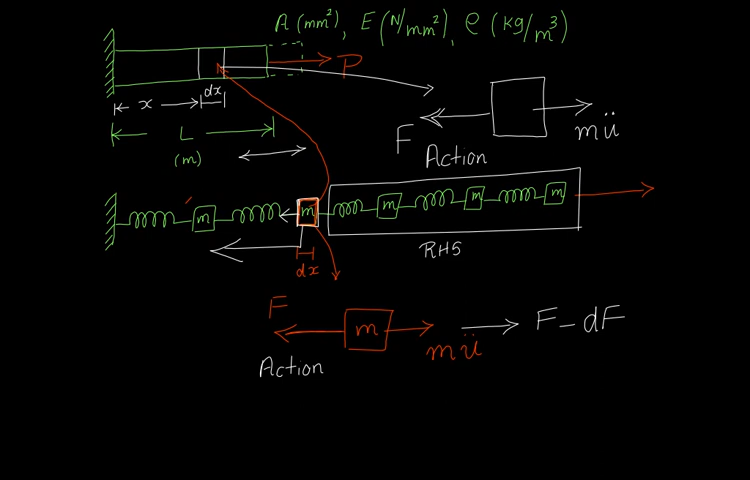 A (mm²), E (N/mm²), ρ (kg/m³)
P
x dx
L
(m)
F
mü
Action
m m m m m
RHS
dx
F m mü F - dF
Action